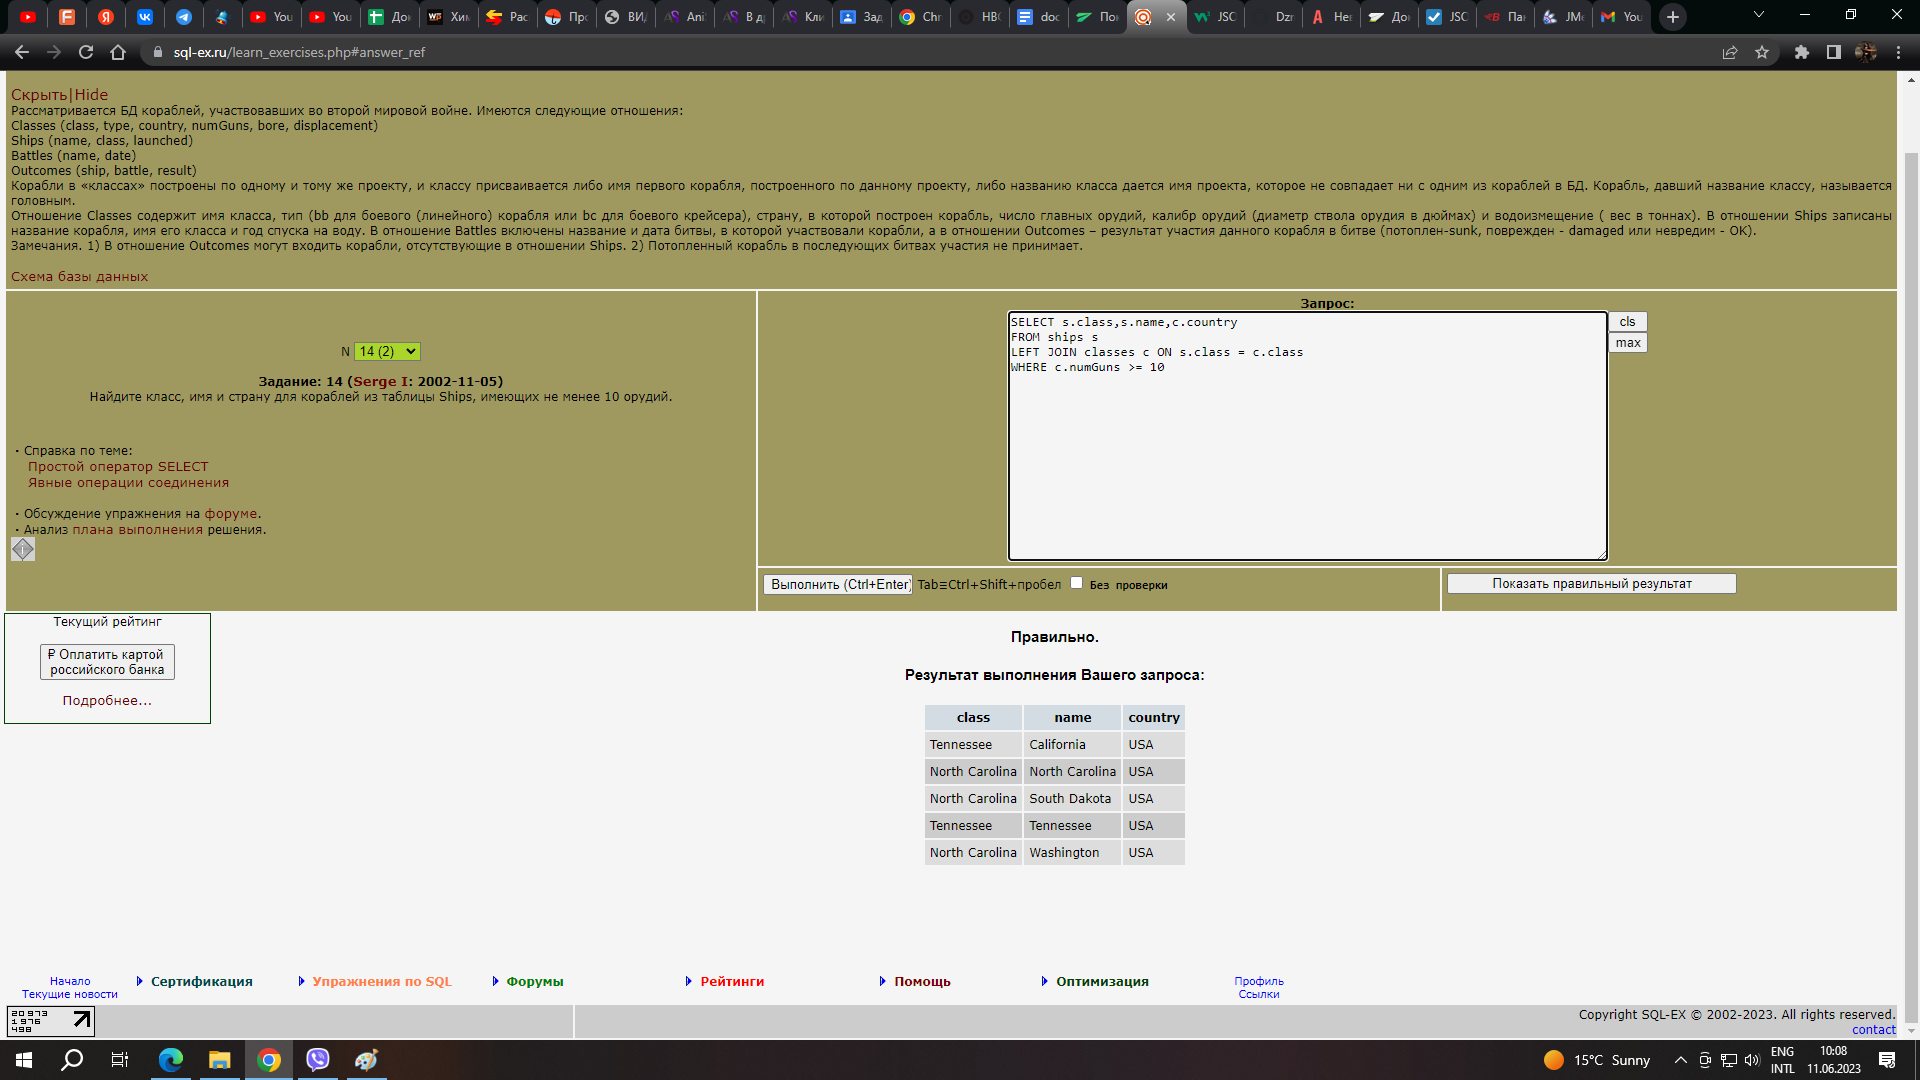 You
You
До
Хим
Рас
Про
ВИД
Ani
В др
Кли
Зад
Chr
НВО
doc
По
JSC
Dzr
Нег
До
JSC
Па
JMe
You
sql-ex.ru/learn_exercises.php#answer_ref
Скрыть|Hide
Рассматривается БД кораблей, участвовавших во второй мировой войне. Имеются следующие отношения:
Classes (class, type, country, numGuns, bore, displacement)
Ships (name, class, launched)
Battles (name, date)
Outcomes (ship, battle, result)
Корабли в «классах» построены по одному и тому же проекту, и классу присваивается либо имя первого корабля, построенного по данному проекту, либо названию класса дается имя проекта, которое не совпадает ни с одним из кораблей в БД. Корабль, давший название классу, называется
головным.
Отношение Classes содержит имя класса, тип (bb для боевого (линейного) корабля или bc для боевого крейсера), страну, в которой построен корабль, число главных орудий, калибр орудий (диаметр ствола орудия в дюймах) и водоизмещение ( вес в тоннах). В отношении Ships записаны
название корабля, имя его класса и год спуска на воду. В отношение Battles включены название и дата битвы, в которой участвовали корабли, а в отношении Outcomes – результат участия данного корабля в битве (потоплен-sunk, поврежден - damaged или невредим - OK).
Замечания. 1) В отношение Outcomes могут входить корабли, отсутствующие в отношении Ships. 2) Потопленный корабль в последующих битвах участия не принимает.
Схема базы данных
N 14 (2)
Задание: 14 (Serge I: 2002-11-05)
Найдите класс, имя и страну для кораблей из таблицы Ships, имеющих не менее 10 орудий.
• Справка по теме:
Простой оператор SELECT
Явные операции соединения
• Обсуждение упражнения на форуме.
• Анализ плана выполнения решения.
Запрос:
SELECT s.class,s.name,c.country
FROM ships s
LEFT JOIN classes c ON s.class = c.class
WHERE c.numGuns >= 10
cls
max
Выполнить (Ctrl+Enter) Tab≡Ctrl+Shift+пробел Без проверки
Показать правильный результат
Текущий рейтинг
₽ Оплатить картой
российского банка
Подробнее...
Правильно.
Результат выполнения Вашего запроса:
class name country
Tennessee California USA
North Carolina North Carolina USA
North Carolina South Dakota USA
Tennessee Tennessee USA
North Carolina Washington USA
Начало
Текущие новости
Сертификация
Упражнения по SQL
Форумы
Рейтинги
Помощь
Оптимизация
Профиль
Ссылки
20 973
1 976
498
Copyright SQL-EX © 2002-2023. All rights reserved.
contact
15°C Sunny
ENG
INTL
10:08
11.06.2023